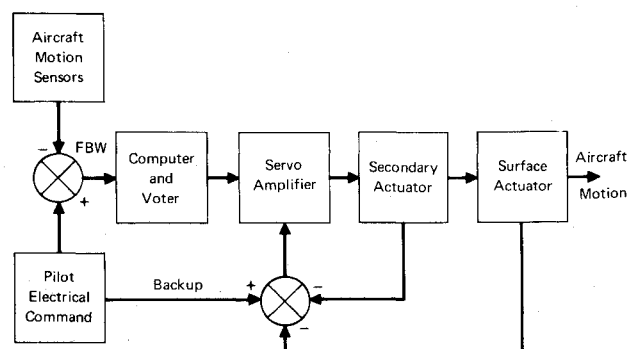 Aircraft
Motion
Sensors
−
FBW
+
Computer
and
Voter
Servo
Amplifier
Secondary
Actuator
Surface
Actuator
Aircraft
Motion
Pilot
Electrical
Command
Backup
+
−
−